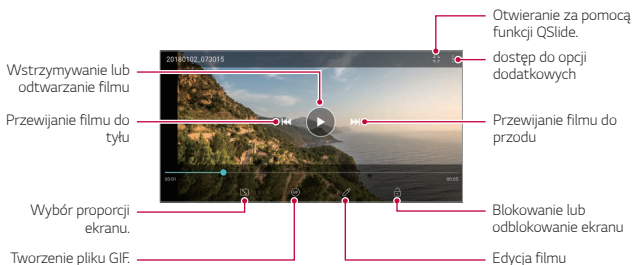 Otwieranie za pomocą
funkcji QSlide.
20180102_073015
dostęp do opcji
dodatkowych
Wstrzymywanie lub
odtwarzanie filmu
Przewijanie filmu do
tyłu
Przewijanie filmu do
przodu
00:01
00:05
GIF
Wybór proporcji
ekranu.
Blokowanie lub
odblokowanie ekranu
Tworzenie pliku GIF.
Edycja filmu